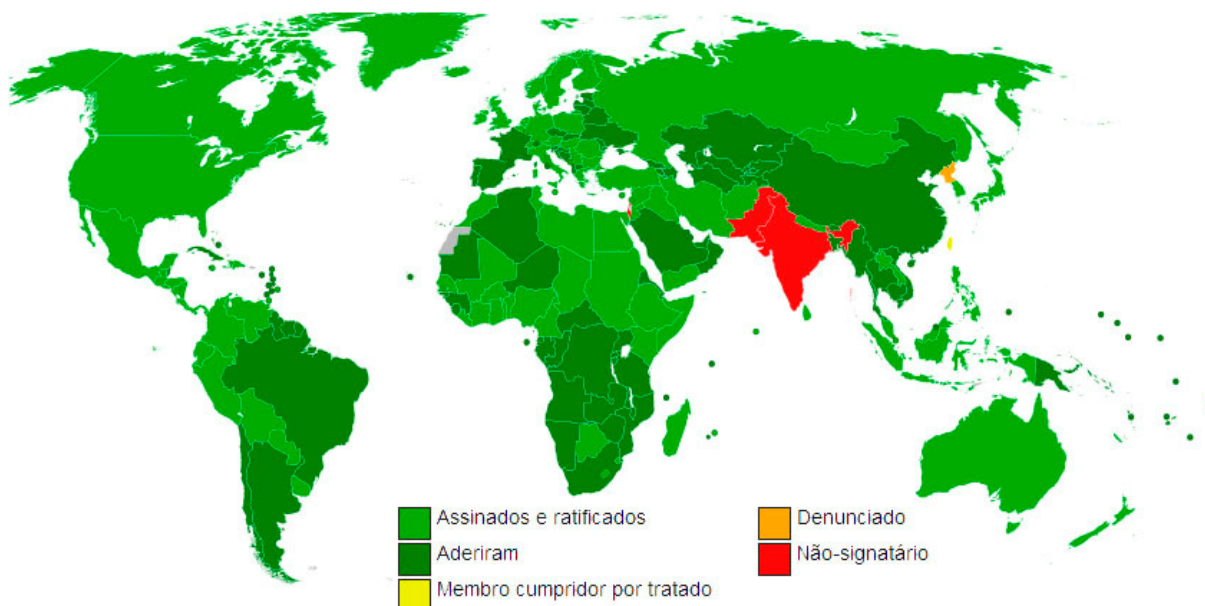 Assinados e ratificados
Aderiram
Membro cumpridor por tratado
Denunciado
Não-signatário